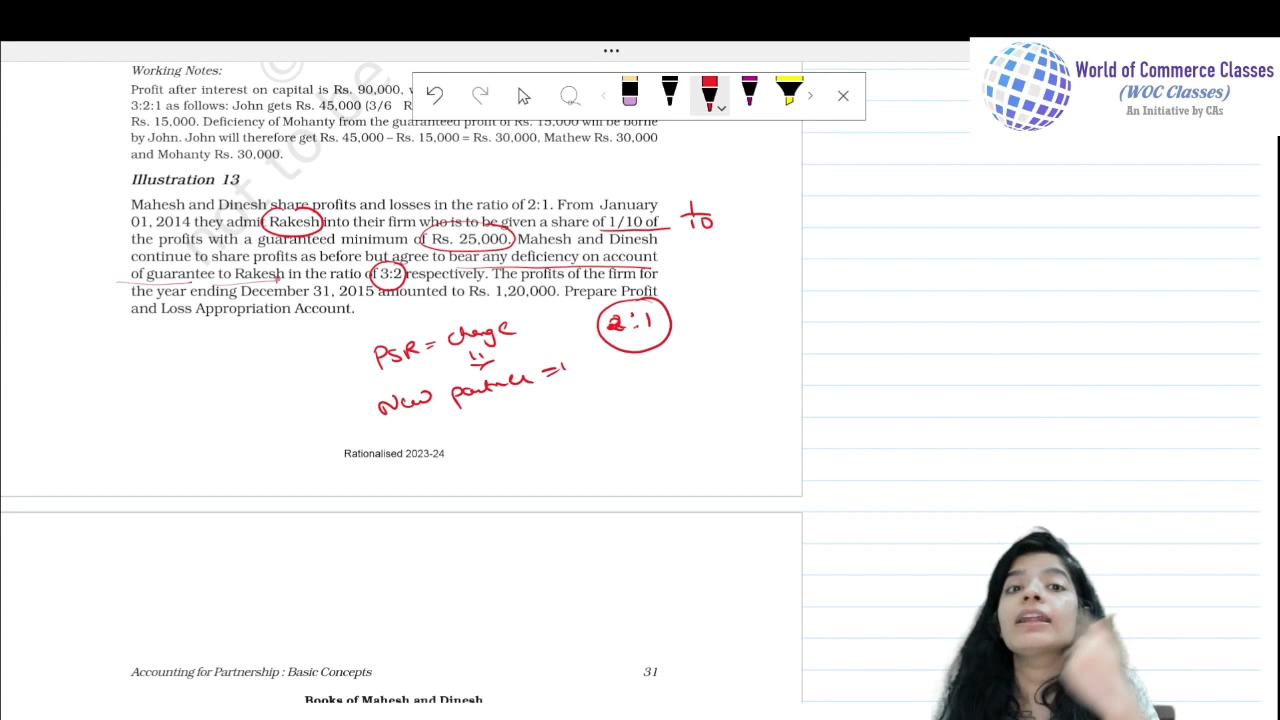 World of Commerce Classes
(WOC Classes)
An Initiative by CAs
Working Notes:
Profit after interest on capital is Rs. 90,000,
3:2:1 as follows: John gets Rs. 45,000 (3/6 R
Rs. 15,000. Deficiency of Mohanty from the guaranteed profit of Rs. 15,000 will be borne
by John. John will therefore get Rs. 45,000 – Rs. 15,000 = Rs. 30,000, Mathew Rs. 30,000
and Mohanty Rs. 30,000.
Illustration 13
Mahesh and Dinesh share profits and losses in the ratio of 2:1. From January
01, 2014 they admit Rakesh into their firm who is to be given a share of 1/10 of
the profits with a guaranteed minimum of Rs. 25,000. Mahesh and Dinesh
continue to share profits as before but agree to bear any deficiency on account
of guarantee to Rakesh in the ratio of 3:2 respectively. The profits of the firm for
the year ending December 31, 2015 amounted to Rs. 1,20,000. Prepare Profit
and Loss Appropriation Account.
1/10
2:1
PSR = change
New partner =
Rationalised 2023-24
not to be
©
Accounting for Partnership : Basic Concepts 31
Books of Mahesh and Dinesh